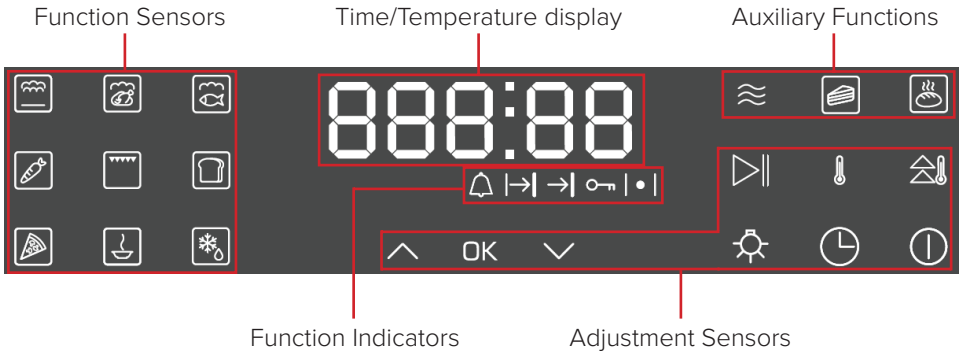 Function Sensors
Time/Temperature display
Auxiliary Functions
888:88
OK
Function Indicators
Adjustment Sensors